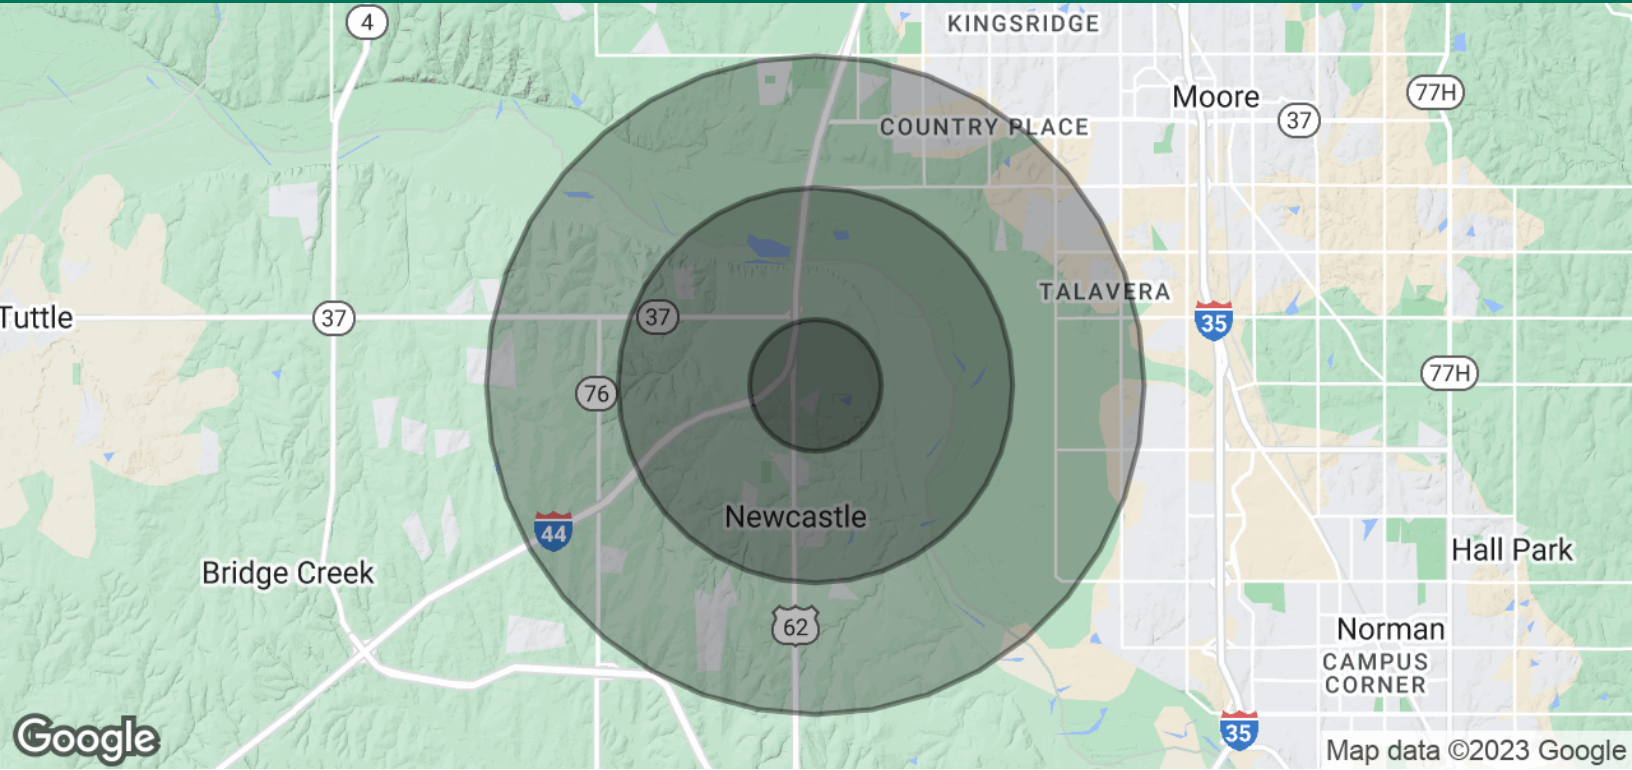 4
KINGSRIDGE
77H
Moore
37
COUNTRY PLACE
TALAVERA
Tuttle
37
37
35
77H
76
Newcastle
44
Hall Park
Bridge Creek
62
Norman
CAMPUS
CORNER
35
Google
Map data ©2023 Google